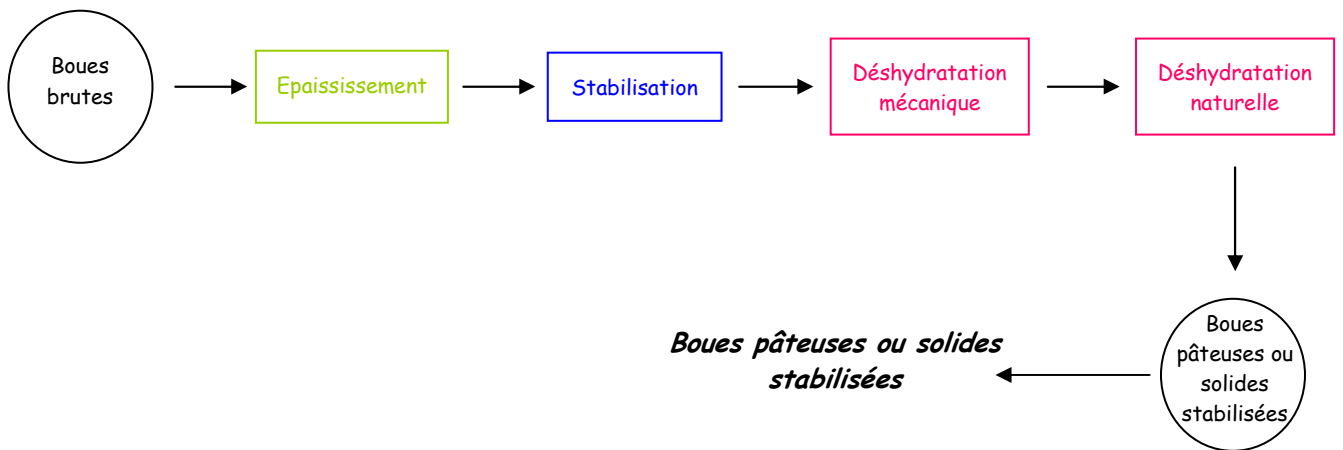 Boues
brutes
Epaississement
Stabilisation
Déshydratation
mécanique
Déshydratation
naturelle
Boues pâteuses ou solides
stabilisées
Boues
pâteuses ou
solides
stabilisées